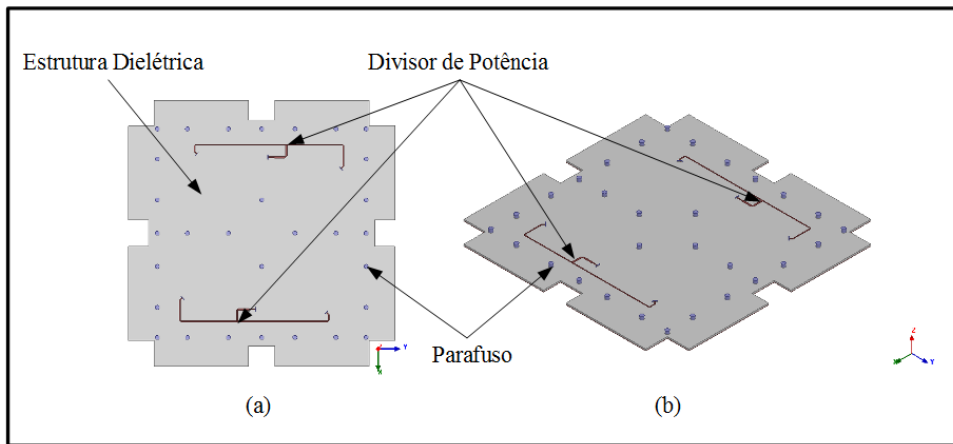 Estrutura Dielétrica
Divisor de Potência
Y
X
Parafuso
Z
X
Y
(a)
(b)